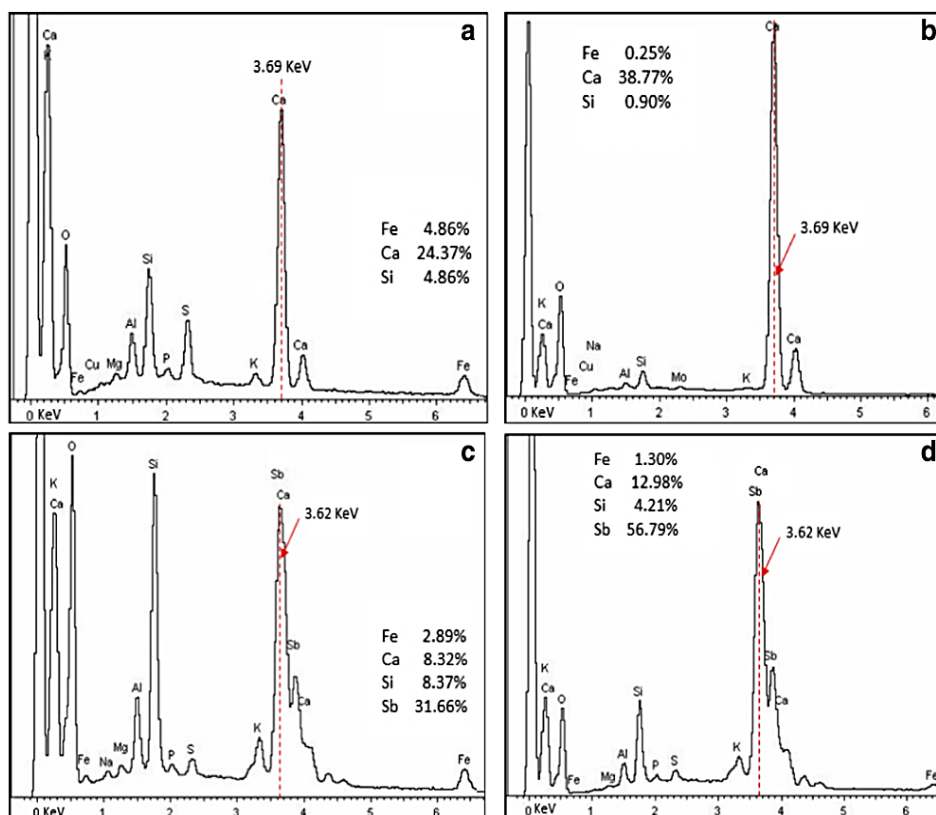 a
Ca
K
3.69 KeV
Ca
O
Si
Fe 4.86%
Ca 24.37%
Si 4.86%
Al
S
Fe
Cu
Mg
P
K
Ca
Fe
0 KeV 1 2 3 4 5 6
b
Ca
Fe 0.25%
Ca 38.77%
Si 0.90%
3.69 KeV
K
Ca
O
Fe
Cu
Na
Al
Si
Mo
K
Ca
0 KeV 1 2 3 4 5 6
c
O
K
Ca
Si
Sb
Ca
3.62 KeV
Fe 2.89%
Ca 8.32%
Si 8.37%
Sb 31.66%
Sb
Ca
Al
Fe
Na
Mg
P
S
K
Fe
0 KeV 1 2 3 4 5 6
d
Fe 1.30%
Ca 12.98%
Si 4.21%
Sb 56.79%
Ca
Sb
3.62 KeV
Sb
Ca
K
Ca
O
Fe
Mg
Al
Si
P
S
K
Fe
0 KeV 1 2 3 4 5 6